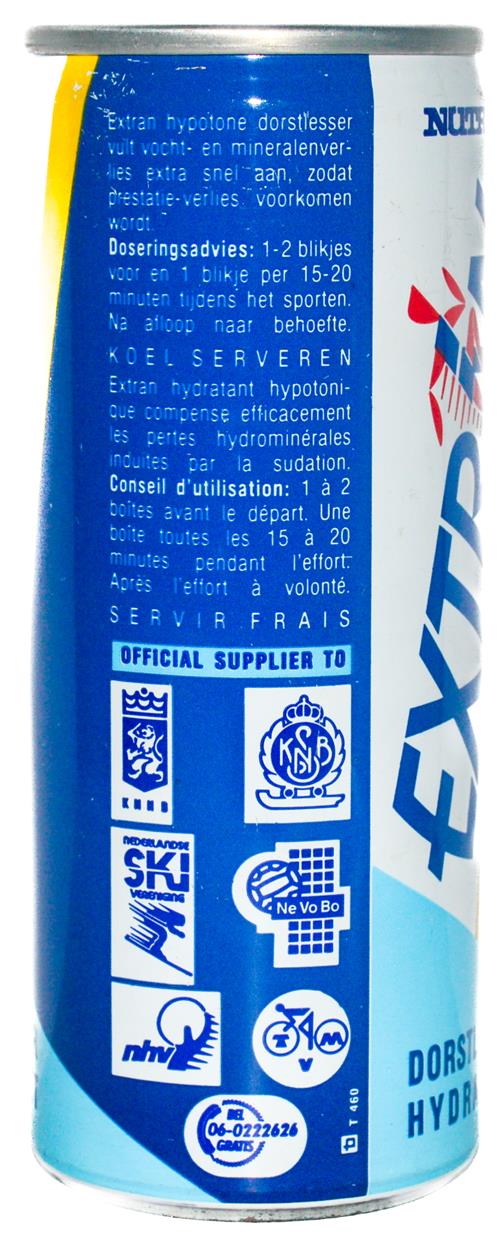 Extran hypotone dorstlesser
vult vocht- en mineralenver-
lies extra snel aan, zodat
prestatie-verlies voorkomen
wordt.
Doseringsadvies: 1-2 blikjes
voor en 1 blikje per 15-20
minuten tijdens het sporten.
Na afloop naar behoefte.
KOEL SERVEREN
Extran hydratant hypotoni-
que compense efficacement
les pertes hydrominérales
induites par la sudation.
Conseil d'utilisation: 1 à 2
boîtes avant le départ. Une
boîte toutes les 15 à 20
minutes pendant l'effort.
Après l'effort à volonté.
SERVIR FRAIS
OFFICIAL SUPPLIER TO
KNHB
KNSB
NEDERLANDSE
SKI
VERENIGING
Ne Vo Bo
nhv
T M
V
BEL
06-0222626
GRATIS
T 460
NUT
EXTRA
DORST
HYDRA